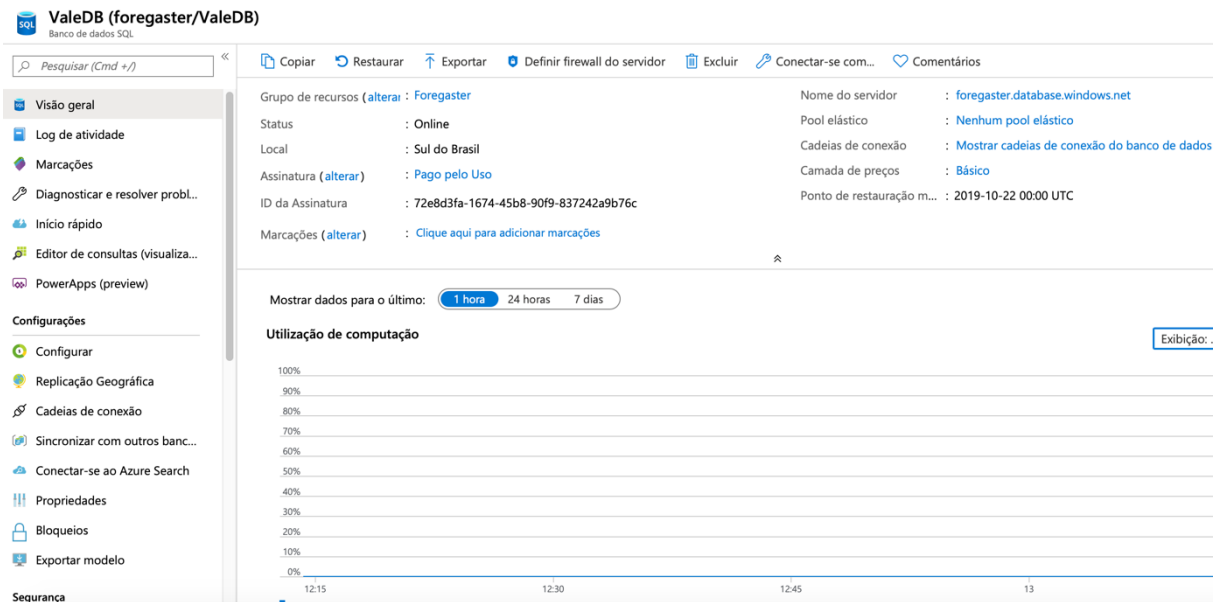 ValeDB (foregaster/ValeDB)
Banco de dados SQL
Pesquisar (Cmd +/)
«
Visão geral
Log de atividade
Marcações
Diagnosticar e resolver probl...
Início rápido
Editor de consultas (visualiza...
PowerApps (preview)
Configurações
Configurar
Replicação Geográfica
Cadeias de conexão
Sincronizar com outros banc...
Conectar-se ao Azure Search
Propriedades
Bloqueios
Exportar modelo
Segurança
Copiar Restaurar Exportar Definir firewall do servidor Excluir Conectar-se com... Comentários
Grupo de recursos (alterar : Foregaster
Status : Online
Local : Sul do Brasil
Assinatura (alterar) : Pago pelo Uso
ID da Assinatura : 72e8d3fa-1674-45b8-90f9-837242a9b76c
Marcações (alterar) : Clique aqui para adicionar marcações
Nome do servidor : foregaster.database.windows.net
Pool elástico : Nenhum pool elástico
Cadeias de conexão : Mostrar cadeias de conexão do banco de dados
Camada de preços : Básico
Ponto de restauração m... : 2019-10-22 00:00 UTC
Mostrar dados para o último: 1 hora 24 horas 7 dias
Utilização de computação
Exibição: .
100%
90%
80%
70%
60%
50%
40%
30%
20%
10%
0%
12:15 12:30 12:45 13